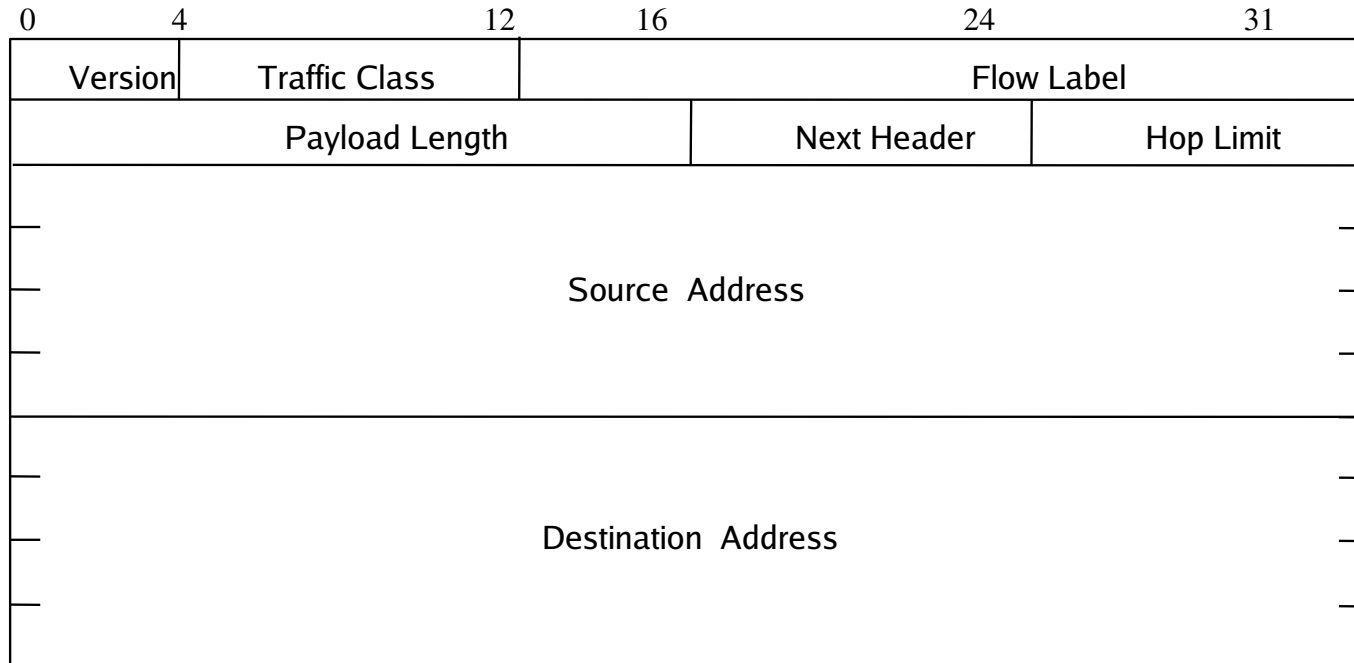 0 4 12 16 24 31
Version Traffic Class Flow Label
Payload Length Next Header Hop Limit
Source Address
Destination Address